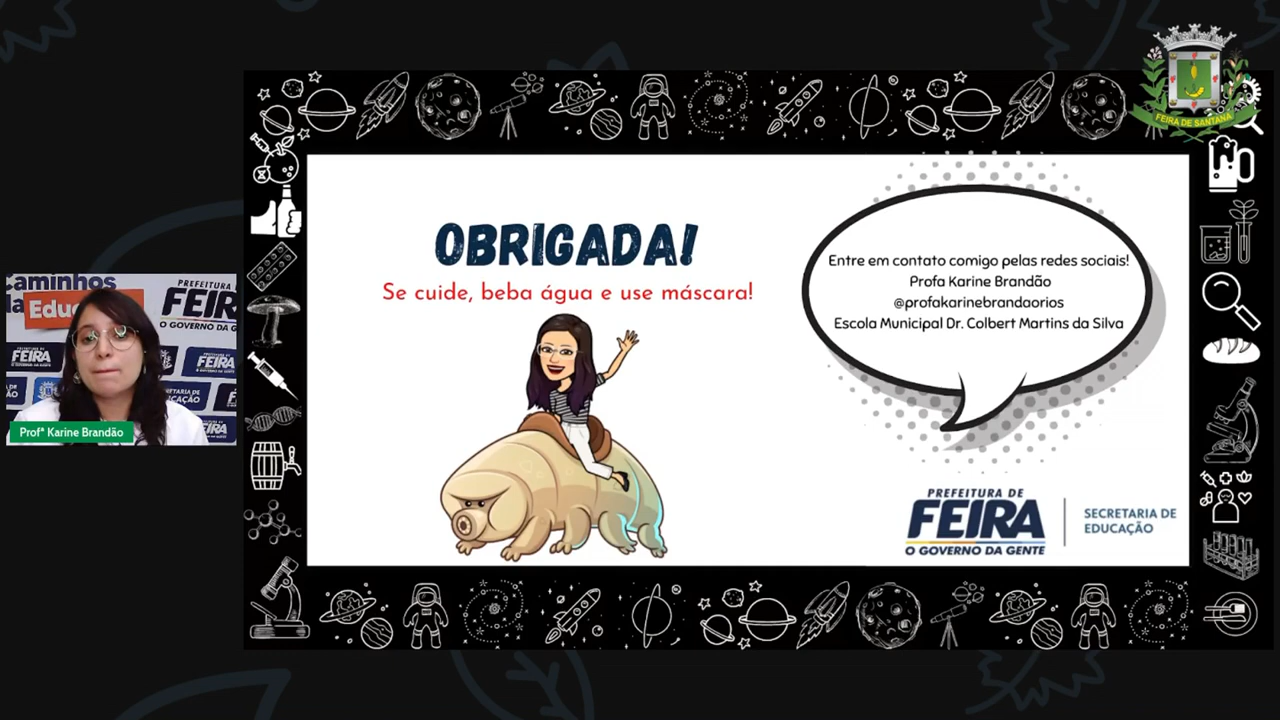 FEIRA DE SANTANA
OBRIGADA!
Se cuide, beba água e use máscara!
Entre em contato comigo pelas redes sociais!
Profa Karine Brandão
@profakarinebrandaorios
Escola Municipal Dr. Colbert Martins da Silva
PREFEITURA DE
FEIRA
O GOVERNO DA GENTE
SECRETARIA DE
EDUCAÇÃO
PREFEITURA
FEIR
O GOVERNO DA G
FEIRA
FEIRA
Profª Karine Brandão